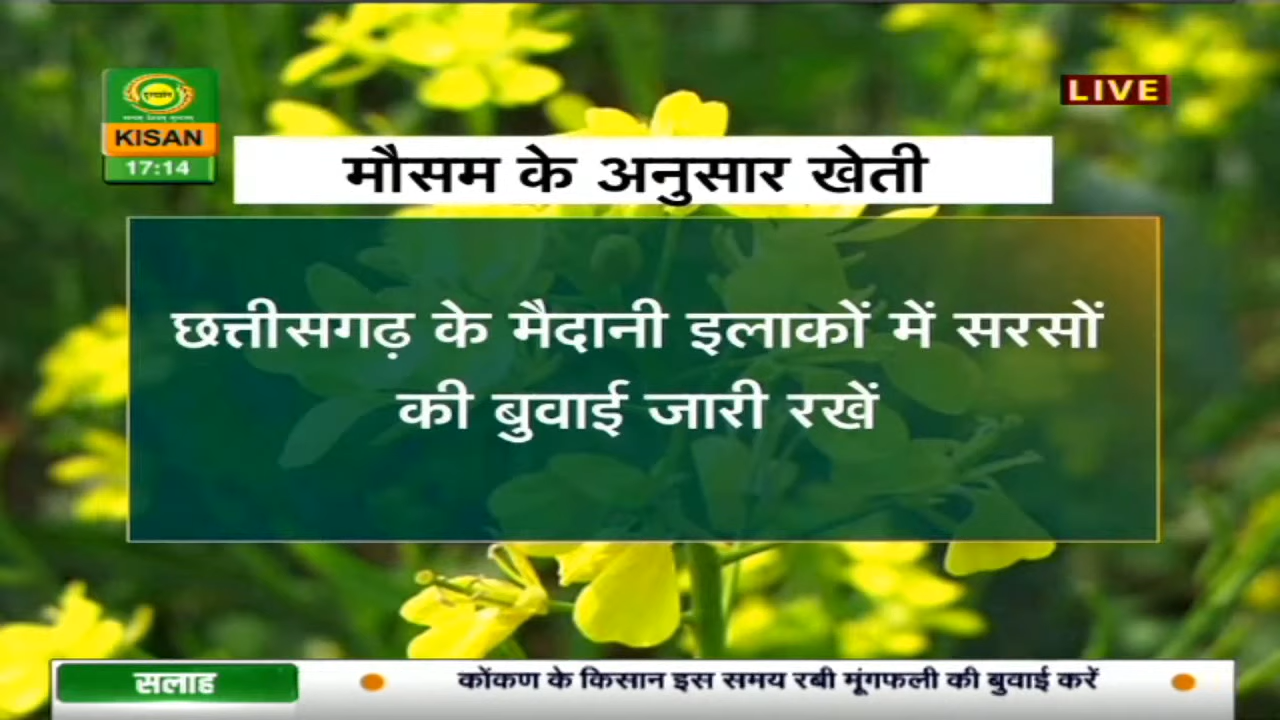 LIVE
KISAN
17:14
मौसम के अनुसार खेती
छत्तीसगढ़ के मैदानी इलाकों में सरसों
की बुवाई जारी रखें
सलाह
कोंकण के किसान इस समय रबी मूंगफली की बुवाई करें